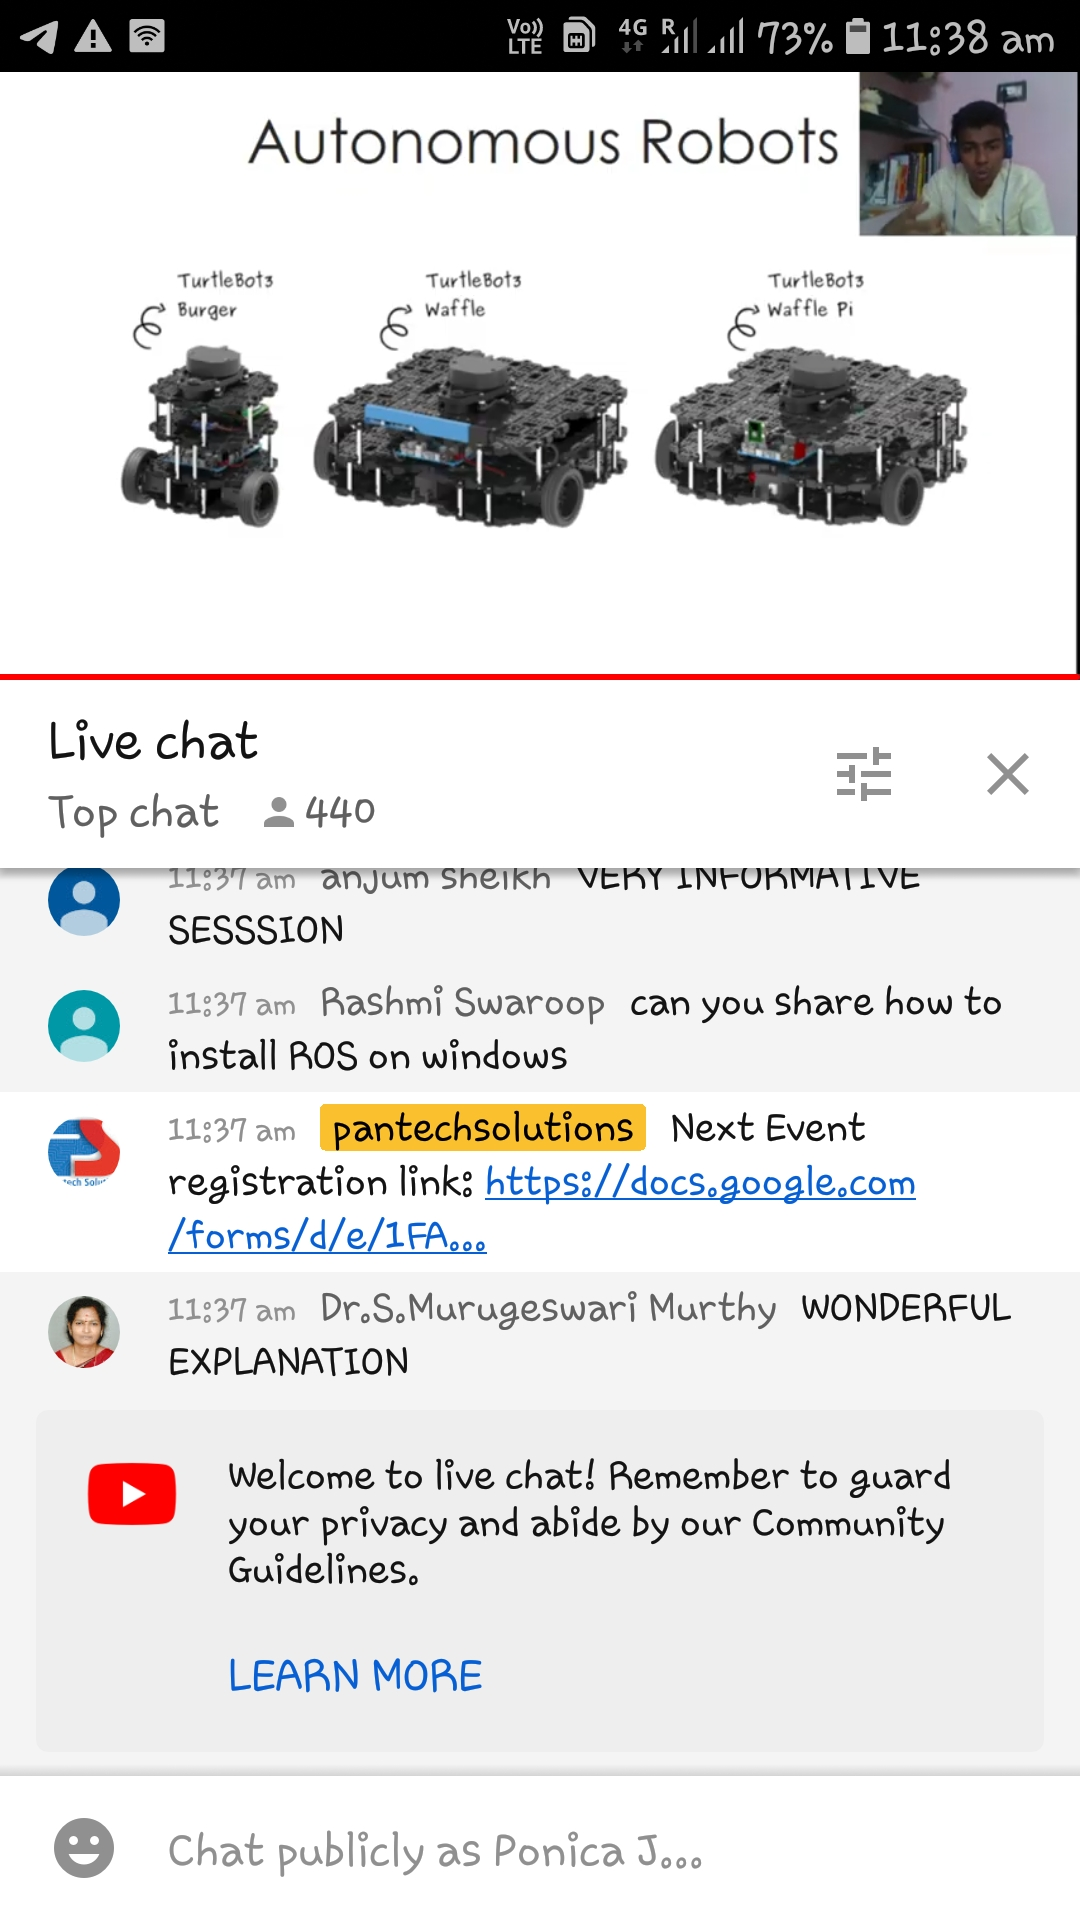 Vo)) LTE 4G R 73% 11:38 am
Autonomous Robots
TurtleBot3
Burger
TurtleBot3
Waffle
TurtleBot3
Waffle Pi
Live chat
Top chat 440
11:37 am anjum sheikh VERY INFORMATIVE
SESSSION
11:37 am Rashmi Swaroop can you share how to
install ROS on windows
11:37 am pantechsolutions Next Event
registration link: https://docs.google.com
/forms/d/e/1FA...
11:37 am Dr.S.Murugeswari Murthy WONDERFUL
EXPLANATION
Welcome to live chat! Remember to guard
your privacy and abide by our Community
Guidelines.
LEARN MORE
Chat publicly as Ponica J...